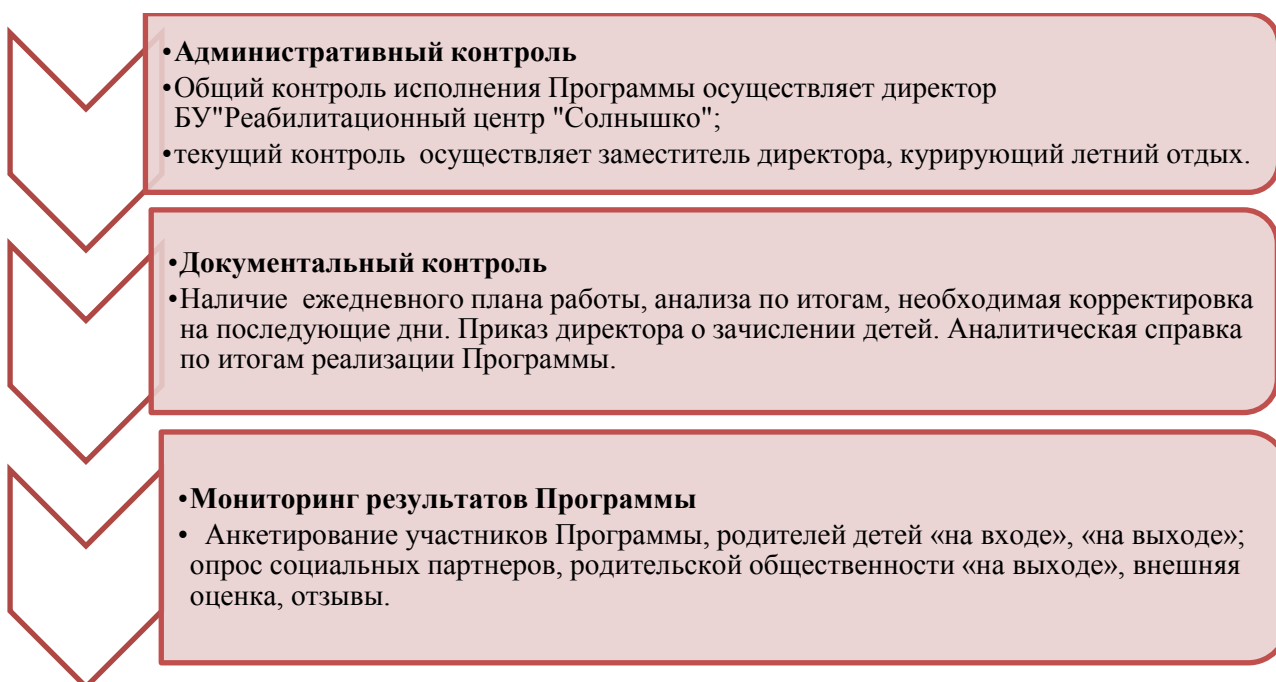 •Административный контроль
•Общий контроль исполнения Программы осуществляет директор
БУ"Реабилитационный центр "Солнышко";
•текущий контроль  осуществляет заместитель директора, курирующий летний отдых.
•Документальный контроль
•Наличие  ежедневного плана работы, анализа по итогам, необходимая корректировка
на последующие дни. Приказ директора о зачислении детей. Аналитическая справка
по итогам реализации Программы.
•Мониторинг результатов Программы
•  Анкетирование участников Программы, родителей детей «на входе», «на выходе»;
опрос социальных партнеров, родительской общественности «на выходе», внешняя
оценка, отзывы.